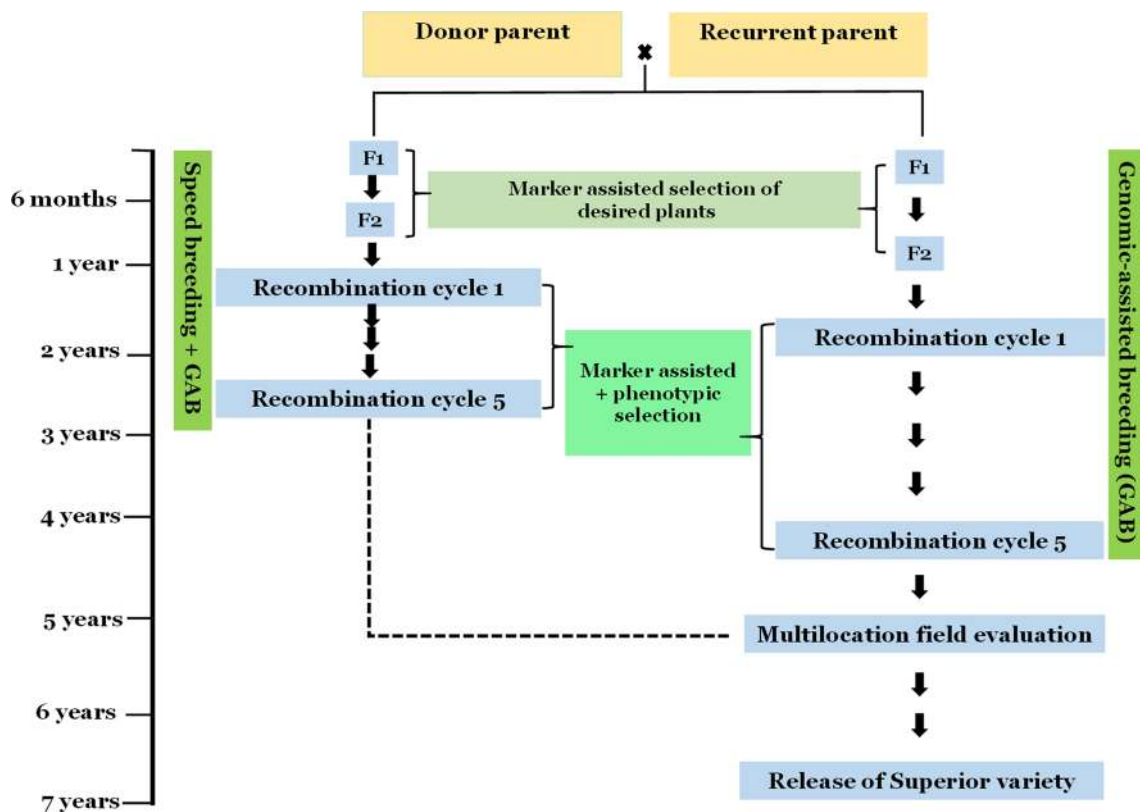 Donor parent
Recurrent parent
6 months
1 year
2 years
3 years
4 years
5 years
6 years
7 years
Speed breeding + GAB
F1
F2
Marker assisted selection of
desired plants
F1
F2
Genomic-assisted breeding (GAB)
Recombination cycle 1
Recombination cycle 5
Marker assisted
+ phenotypic
selection
Recombination cycle 1
Recombination cycle 5
Multilocation field evaluation
Release of Superior variety